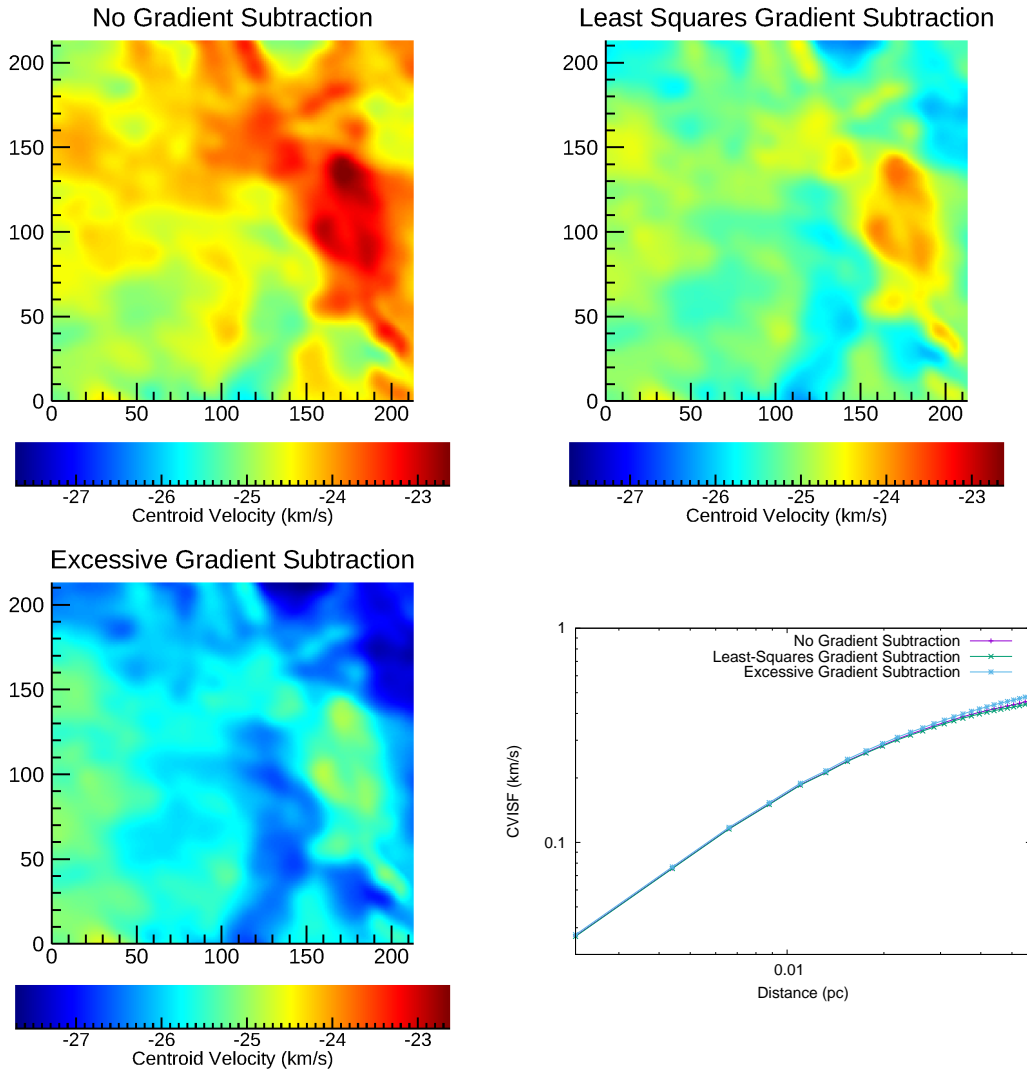 No Gradient Subtraction
200
150
100
50
0
0 50 100 150 200
-27 -26 -25 -24 -23
Centroid Velocity (km/s)
Least Squares Gradient Subtraction
200
150
100
50
0
0 50 100 150 200
-27 -26 -25 -24 -23
Centroid Velocity (km/s)
Excessive Gradient Subtraction
200
150
100
50
0
0 50 100 150 200
-27 -26 -25 -24 -23
Centroid Velocity (km/s)
1
No Gradient Subtraction
Least-Squares Gradient Subtraction
Excessive Gradient Subtraction
CVISF (km/s)
0.1
0.01
Distance (pc)